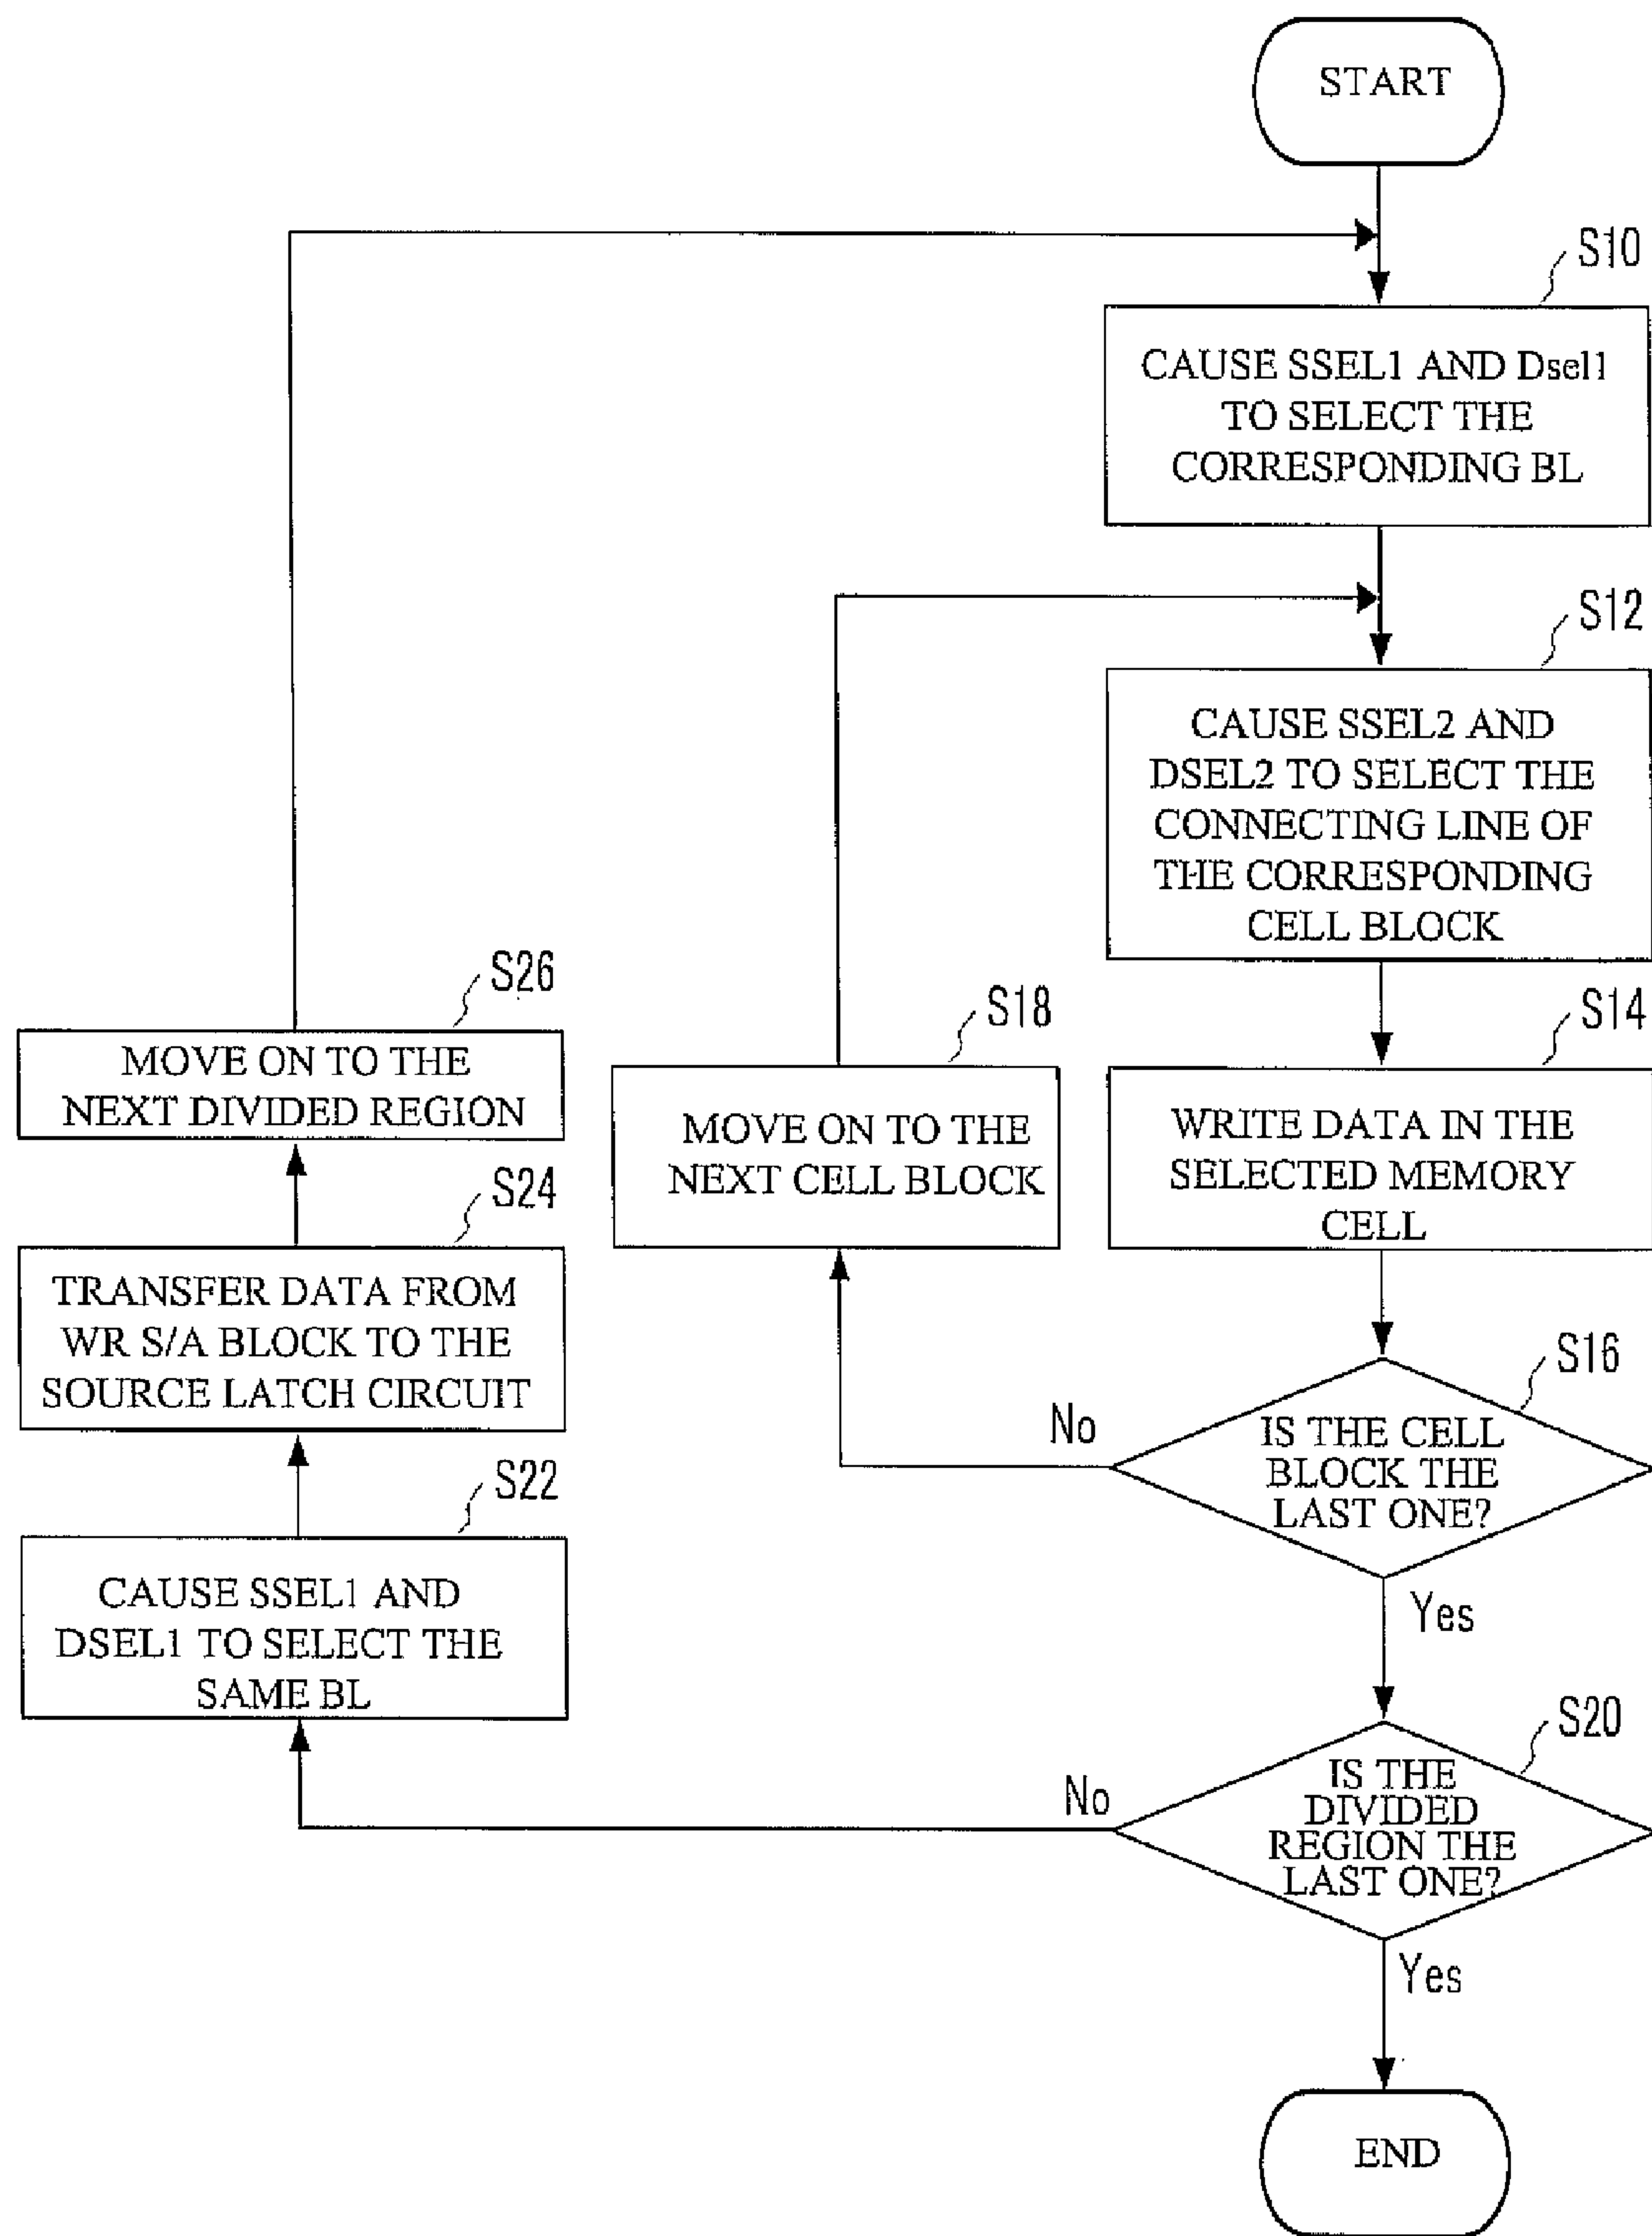 START
S10
CAUSE SSEL1 AND Dsel1
TO SELECT THE
CORRESPONDING BL
S12
CAUSE SSEL2 AND
DSEL2 TO SELECT THE
CONNECTING LINE OF
THE CORRESPONDING
CELL BLOCK
S14
WRITE DATA IN THE
SELECTED MEMORY
CELL
S16
IS THE CELL
BLOCK THE
LAST ONE?
No
Yes
S18
MOVE ON TO THE
NEXT CELL BLOCK
S20
IS THE
DIVIDED
REGION THE
LAST ONE?
No
Yes
S22
CAUSE SSEL1 AND
DSEL1 TO SELECT THE
SAME BL
S24
TRANSFER DATA FROM
WR S/A BLOCK TO THE
SOURCE LATCH CIRCUIT
S26
MOVE ON TO THE
NEXT DIVIDED REGION
END